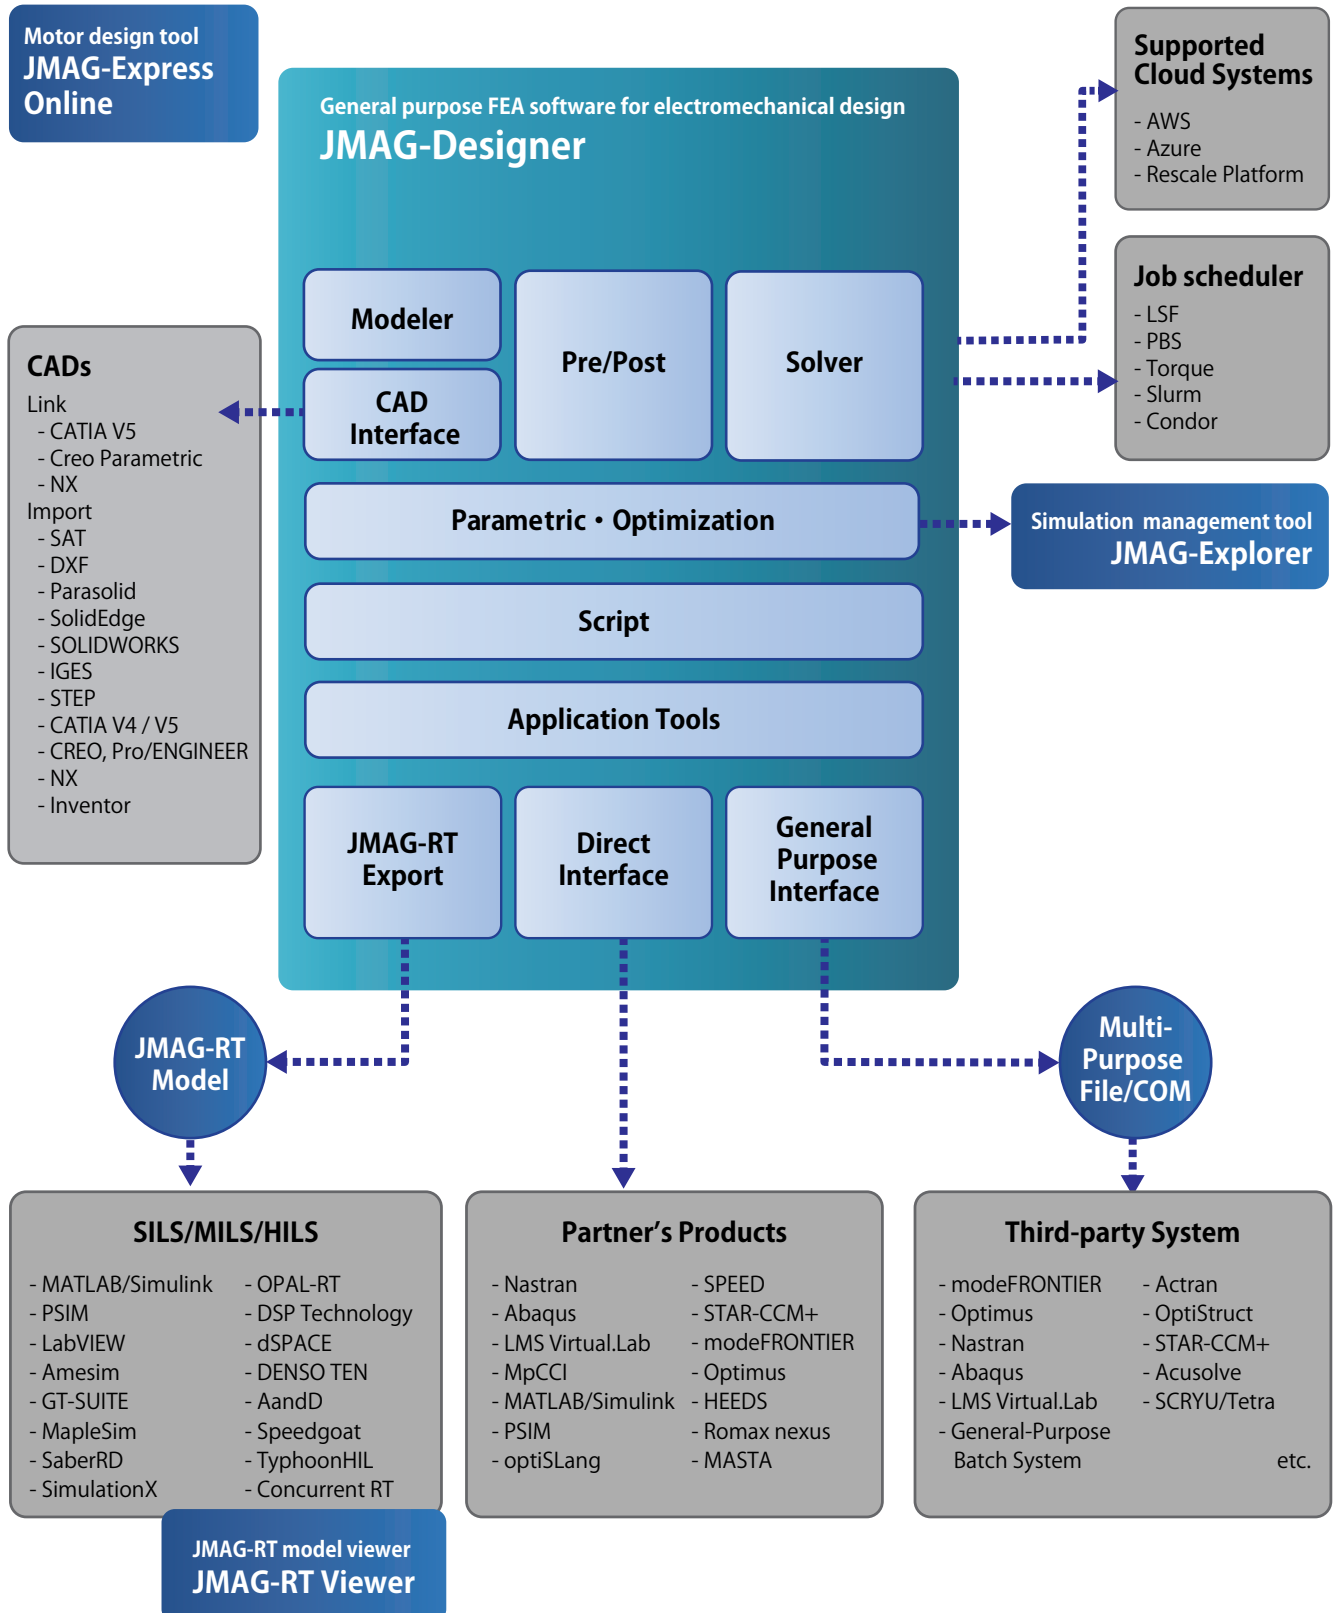 Motor design tool
JMAG-Express
Online
General purpose FEA software for electromechanical design
JMAG-Designer
Supported
Cloud Systems
- AWS
- Azure
- Rescale Platform
Job scheduler
- LSF
- PBS
- Torque
- Slurm
- Condor
Modeler
CAD
Interface
Pre/Post
Solver
CADs
Link
- CATIA V5
- Creo Parametric
- NX
Import
- SAT
- DXF
- Parasolid
- SolidEdge
- SOLIDWORKS
- IGES
- STEP
- CATIA V4 / V5
- CREO, Pro/ENGINEER
- NX
- Inventor
Parametric・Optimization
Simulation management tool
JMAG-Explorer
Script
Application Tools
JMAG-RT
Export
Direct
Interface
General
Purpose
Interface
JMAG-RT
Model
Multi-
Purpose
File/COM
SILS/MILS/HILS
- MATLAB/Simulink
- PSIM
- LabVIEW
- Amesim
- GT-SUITE
- MapleSim
- SaberRD
- SimulationX
- OPAL-RT
- DSP Technology
- dSPACE
- DENSO TEN
- AandD
- Speedgoat
- TyphoonHIL
- Concurrent RT
Partner’s Products
- Nastran
- Abaqus
- LMS Virtual.Lab
- MpCCI
- MATLAB/Simulink
- PSIM
- optiSLang
- SPEED
- STAR-CCM+
- modeFRONTIER
- Optimus
- HEEDS
- Romax nexus
- MASTA
Third-party System
- modeFRONTIER
- Optimus
- Nastran
- Abaqus
- LMS Virtual.Lab
- General-Purpose
Batch System
- Actran
- OptiStruct
- STAR-CCM+
- Acusolve
- SCRYU/Tetra
etc.
JMAG-RT model viewer
JMAG-RT Viewer